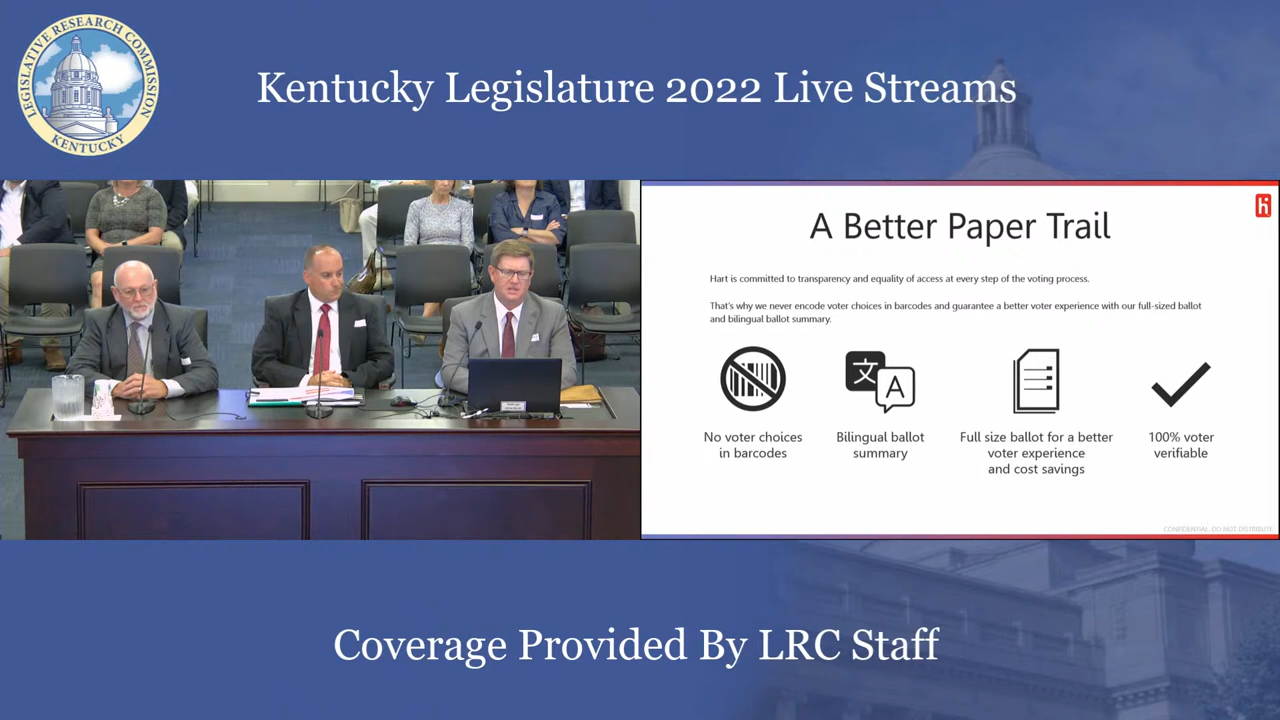 LEGISLATIVE RESEARCH COMMISSION
KENTUCKY
Kentucky Legislature 2022 Live Streams
A Better Paper Trail
Hart is committed to transparency and equality of access at every step of the voting process.
That's why we never encode voter choices in barcodes and guarantee a better voter experience with our full-sized ballot
and bilingual ballot summary.
文
A
No voter choices
in barcodes
Bilingual ballot
summary
Full size ballot for a better
voter experience
and cost savings
100% voter
verifiable
CONFIDENTIAL: DO NOT DISTRIBUTE
Coverage Provided By LRC Staff